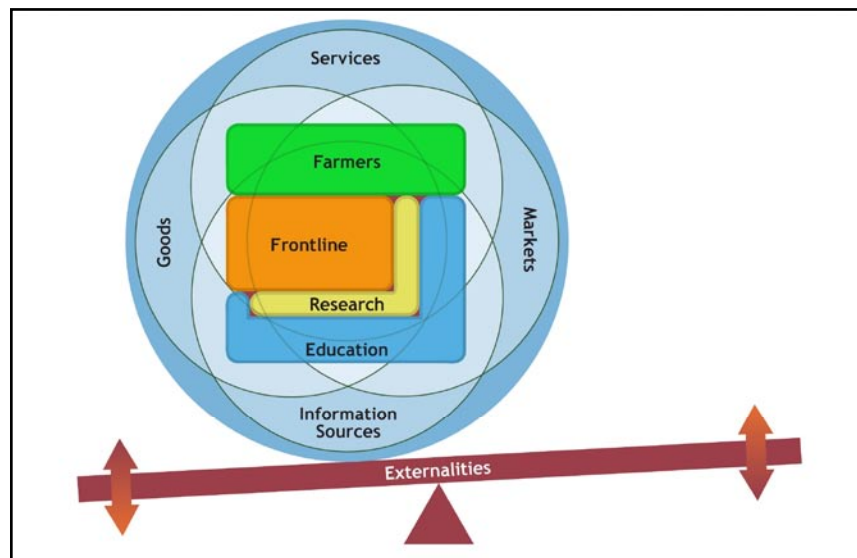 Services
Farmers
Goods
Frontline
Markets
Research
Education
Information
Sources
Externalities